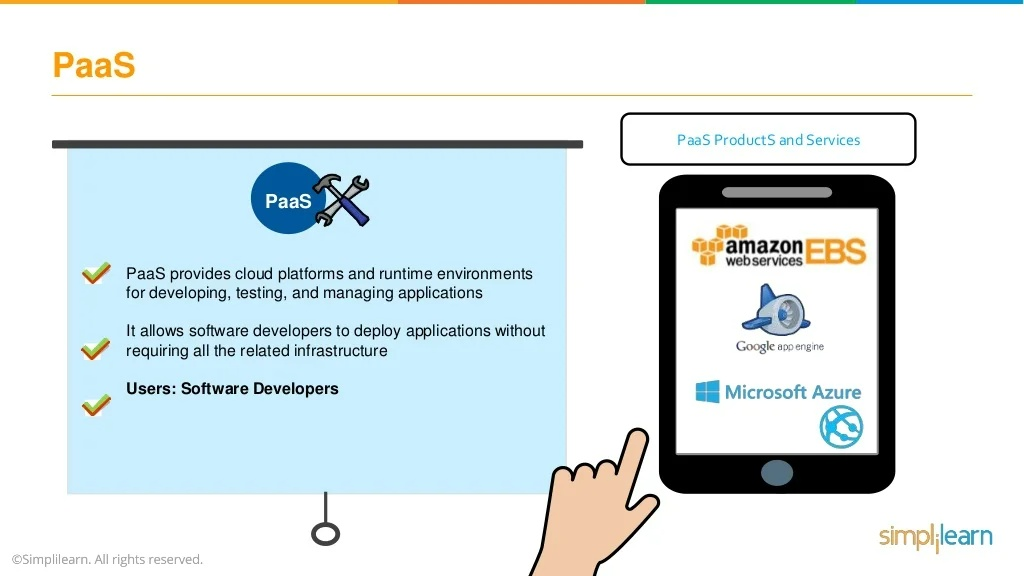 PaaS
PaaS ProductS and Services
PaaS
PaaS provides cloud platforms and runtime environments
for developing, testing, and managing applications
It allows software developers to deploy applications without
requiring all the related infrastructure
Users: Software Developers
amazon
webservices
EBS
Google app engine
Microsoft Azure
simplilearn
©Simplilearn. All rights reserved.